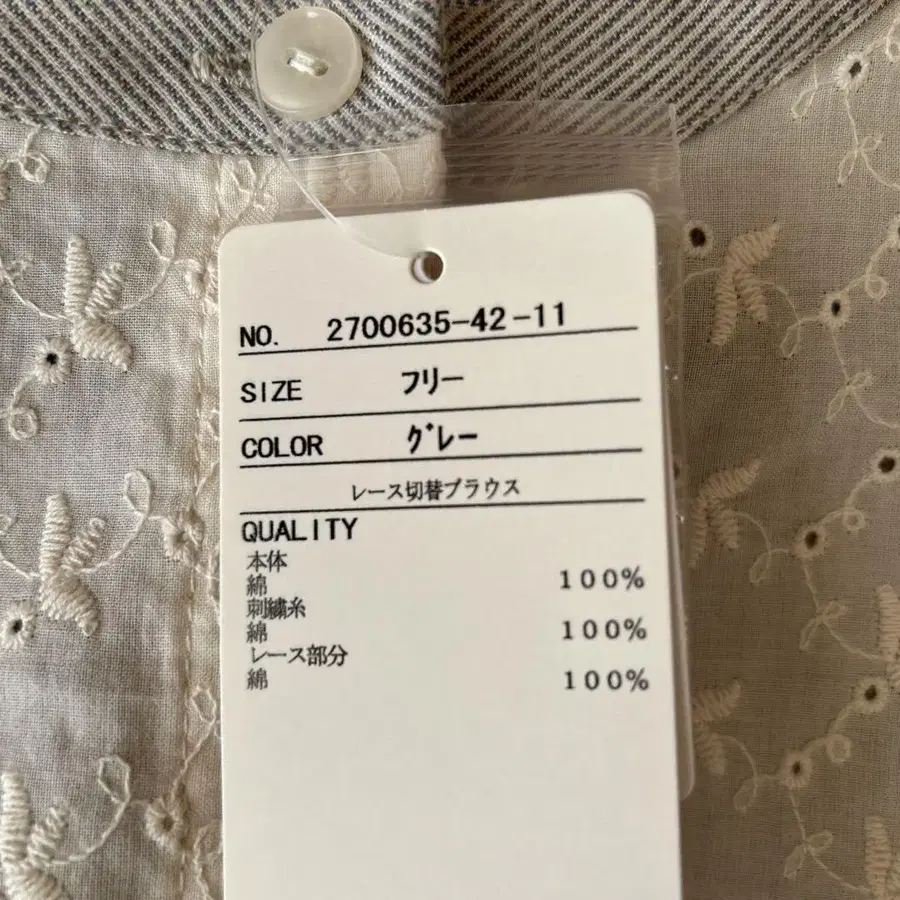 NO. 2700635-42-11
SIZE フリー
COLOR グレー
レース切替ブラウス
QUALITY
本体
綿 100%
刺繍糸
綿 100%
レース部分
綿 100%